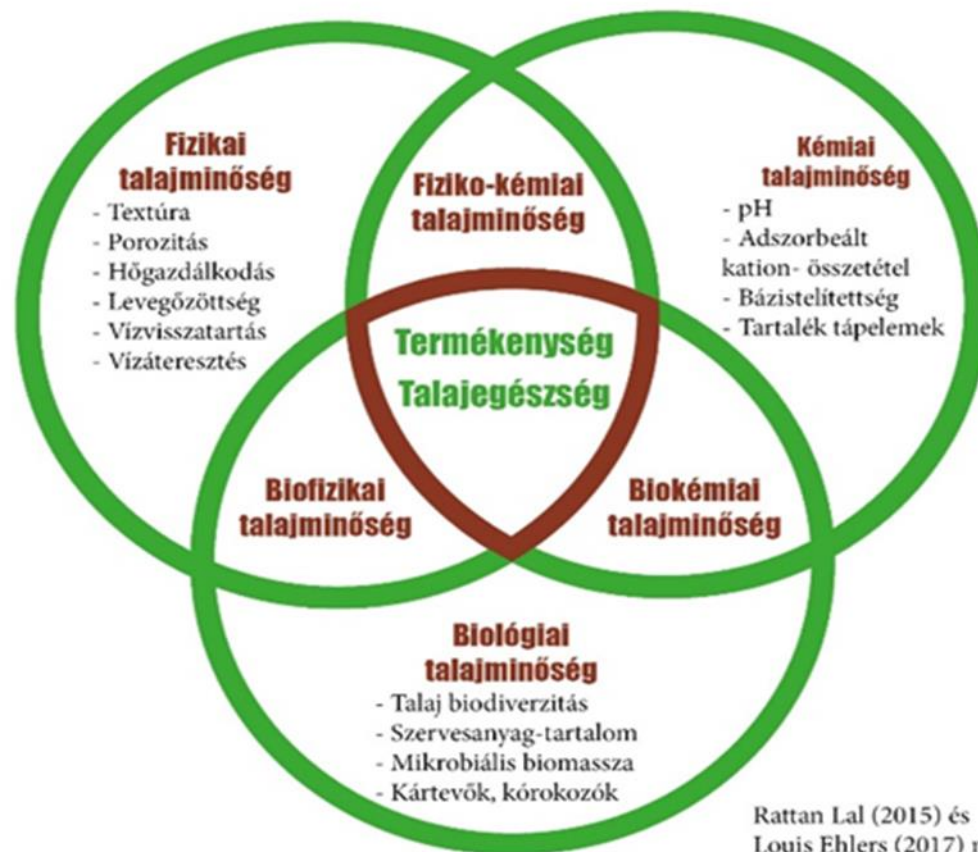 Fizikai
talajminőség
- Textúra
- Porozitás
- Hőgazdálkodás
- Levegőzöttség
- Vízvisszatartás
- Vízáteresztés
Fiziko-kémiai
talajminőség
Kémiai
talajminőség
- pH
- Adszorbeált
kation- összetétel
- Bázistelítettség
- Tartalék tápelemek
Termékenység
Talajegészség
Biofizikai
talajminőség
Biokémiai
talajminőség
Biológiai
talajminőség
- Talaj biodiverzitás
- Szervesanyag-tartalom
- Mikrobiális biomassza
- Kártevők, kórokozók
Rattan Lal (2015) és
Louis Ehlers (2017)